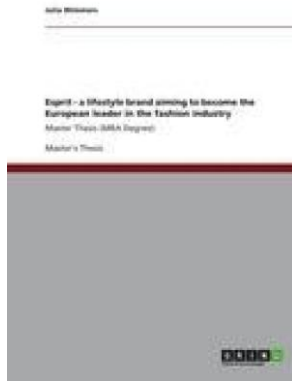 Esprit - a lifestyle brand aiming to become the
European leader in the fashion industry
Master Thesis (MBA Degree)
Master's Thesis
GRIN